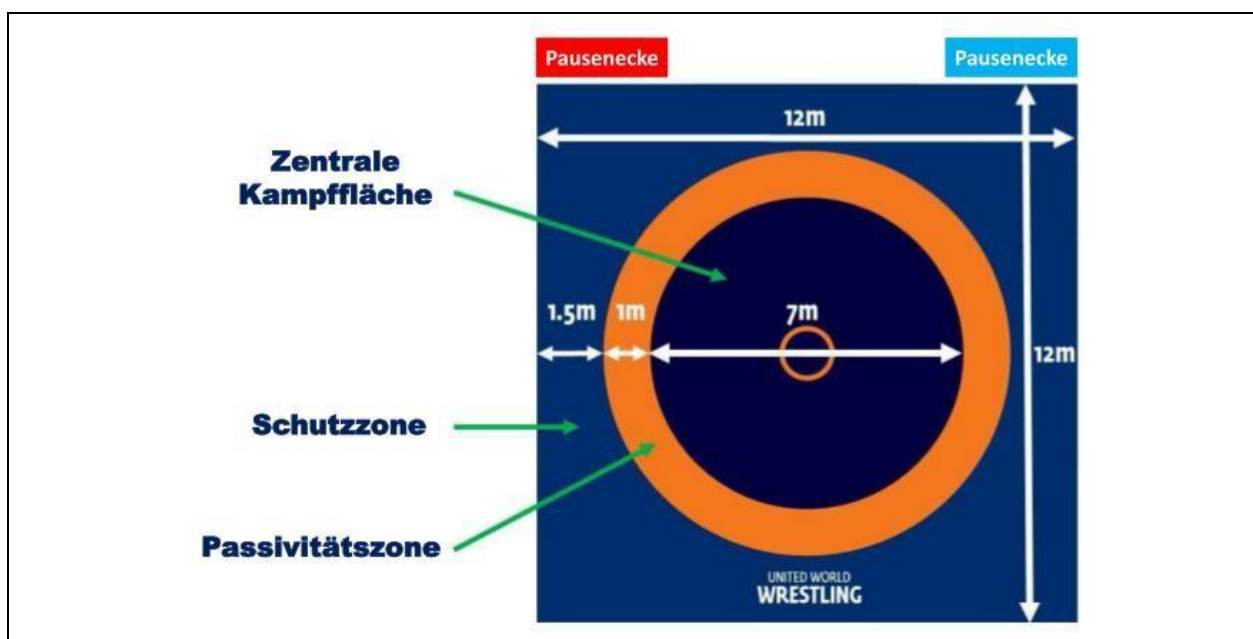 Pausenecke
Pausenecke
12m
Zentrale
Kampffläche
1.5m
1m
7m
12m
Schutzzone
Passivitätszone
UNITED WORLD
WRESTLING